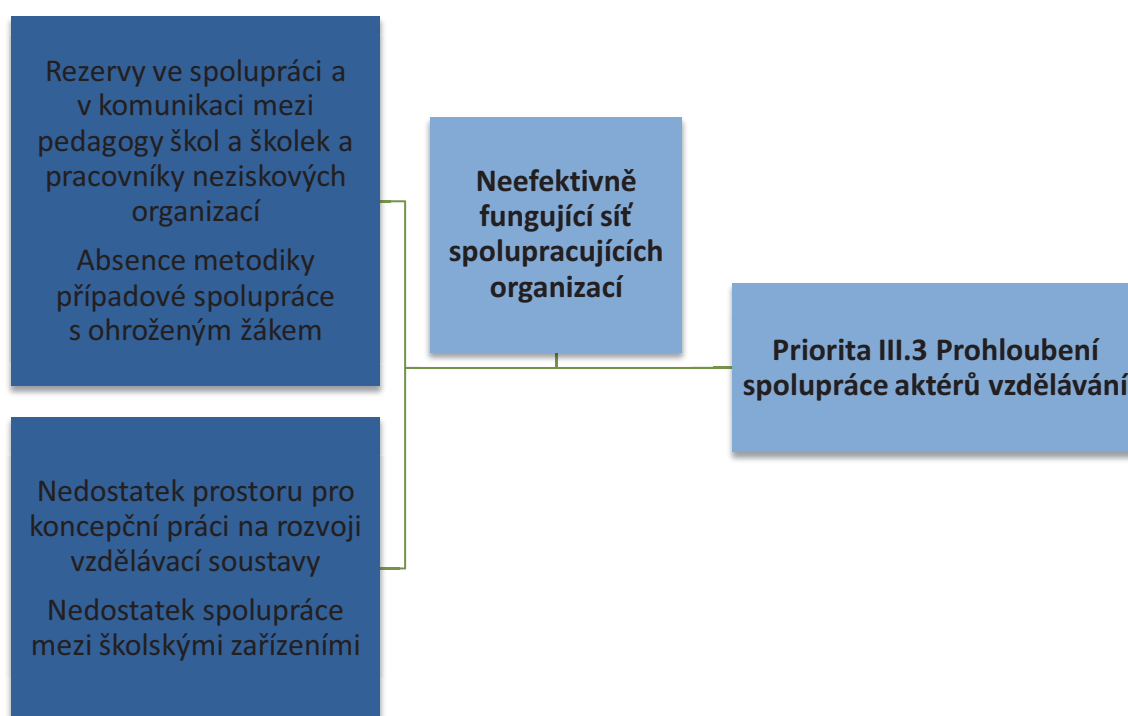 Rezervy ve spolupráci a
v komunikaci mezi
pedagogy škol a školek a
pracovníky neziskových
organizací
Absence metodiky
případové spolupráce
s ohroženým žákem
Nedostatek prostoru pro
koncepční práci na rozvoji
vzdělávací soustavy
Nedostatek spolupráce
mezi školskými zařízeními
Neefektivně
fungující síť
spolupracujících
organizací
Priorita III.3 Prohloubení
spolupráce aktérů vzdělávání